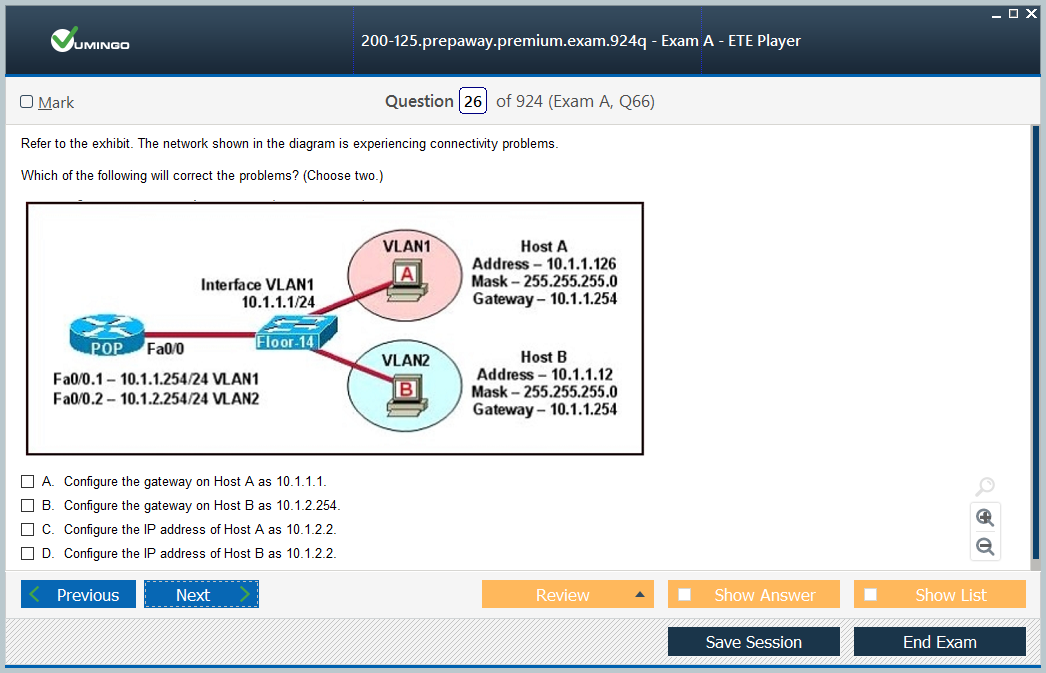 VUMINGO
200-125.prepaway.premium.exam.924q - Exam A - ETE Player
Mark
Question 26 of 924 (Exam A, Q66)
Refer to the exhibit. The network shown in the diagram is experiencing connectivity problems.
Which of the following will correct the problems? (Choose two.)
VLAN1
A
Host A
Address – 10.1.1.126
Mask – 255.255.255.0
Gateway – 10.1.1.254
Interface VLAN1
10.1.1.1/24
POP
Fa0/0
Floor-14
Fa0/0.1 – 10.1.1.254/24 VLAN1
Fa0/0.2 – 10.1.2.254/24 VLAN2
VLAN2
B
Host B
Address – 10.1.1.12
Mask – 255.255.255.0
Gateway – 10.1.1.254
A. Configure the gateway on Host A as 10.1.1.1.
B. Configure the gateway on Host B as 10.1.2.254.
C. Configure the IP address of Host A as 10.1.2.2.
D. Configure the IP address of Host B as 10.1.2.2.
Previous
Next
Review
Show Answer
Show List
Save Session
End Exam